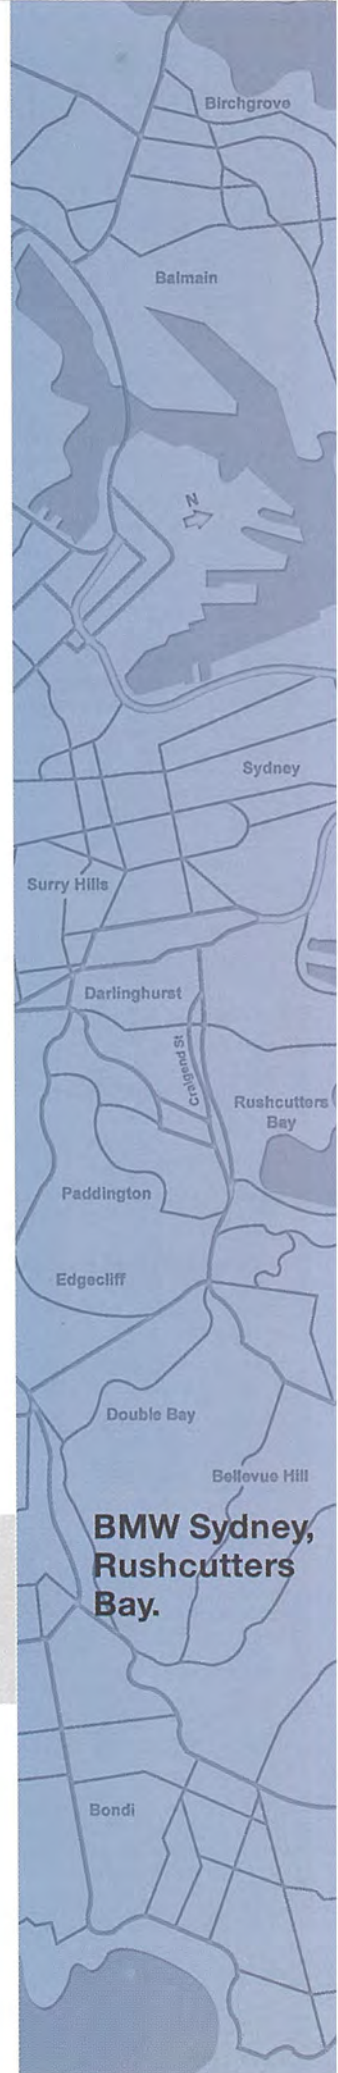 Birchgrove
Balmain
N
Sydney
Surry Hills
Darlinghurst
Craigend St
Rushcutters
Bay
Paddington
Edgecliff
Double Bay
Bellevue Hill
BMW Sydney,
Rushcutters
Bay.
Bondi